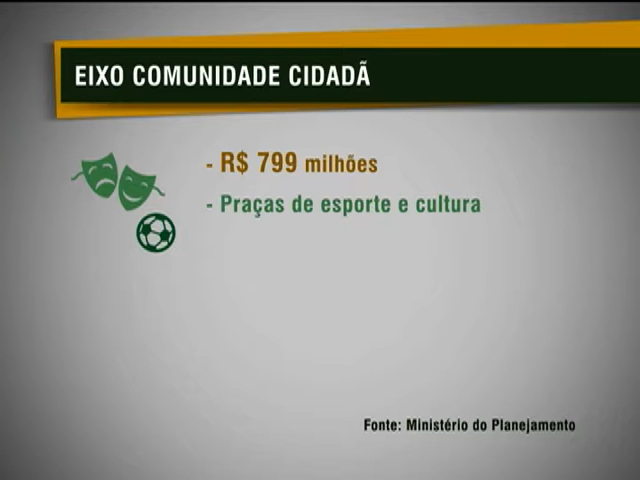 EIXO COMUNIDADE CIDADÃ
- R$ 799 milhões
- Praças de esporte e cultura
Fonte: Ministério do Planejamento